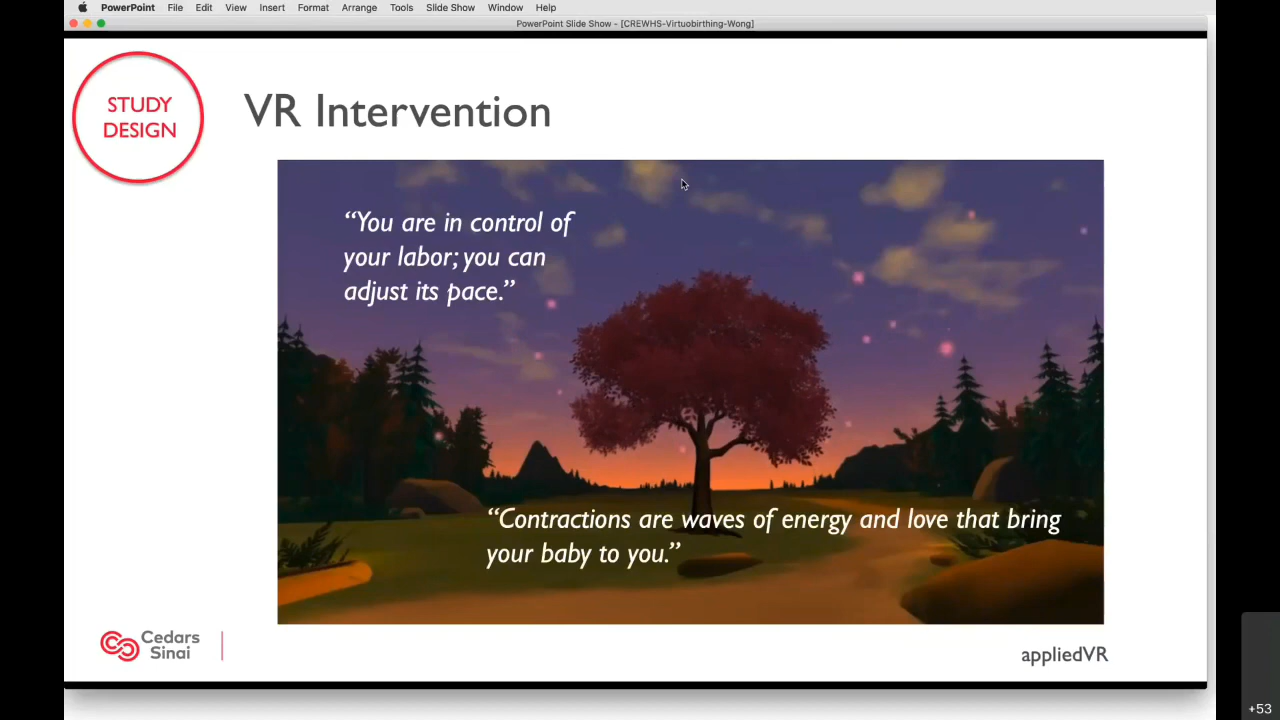 PowerPoint File Edit View Insert Format Arrange Tools Slide Show Window Help
PowerPoint Slide Show - [CREWHS-Virtuobirthing-Wong]
STUDY
DESIGN
VR Intervention
“You are in control of
your labor; you can
adjust its pace.”
“Contractions are waves of energy and love that bring
your baby to you.”
Cedars
Sinai
appliedVR
+53